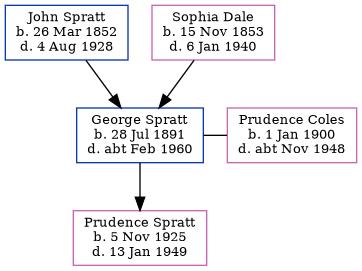 John Spratt
b. 26 Mar 1852
d. 4 Aug 1928
Sophia Dale
b. 15 Nov 1853
d. 6 Jan 1940
George Spratt
b. 28 Jul 1891
d. abt Feb 1960
Prudence Coles
b. 1 Jan 1900
d. abt Nov 1948
Prudence Spratt
b. 5 Nov 1925
d. 13 Jan 1949